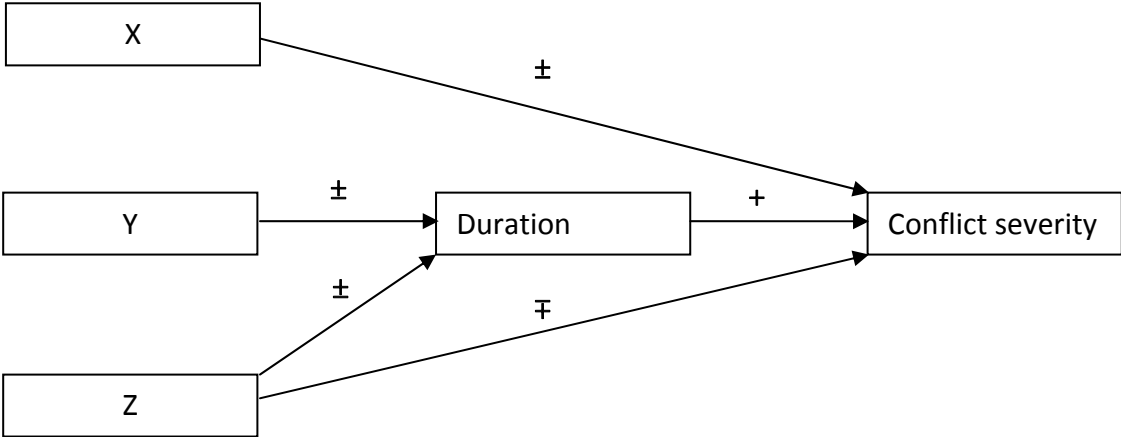 X
±
±
+
Y
Duration
Conflict severity
±
∓
Z